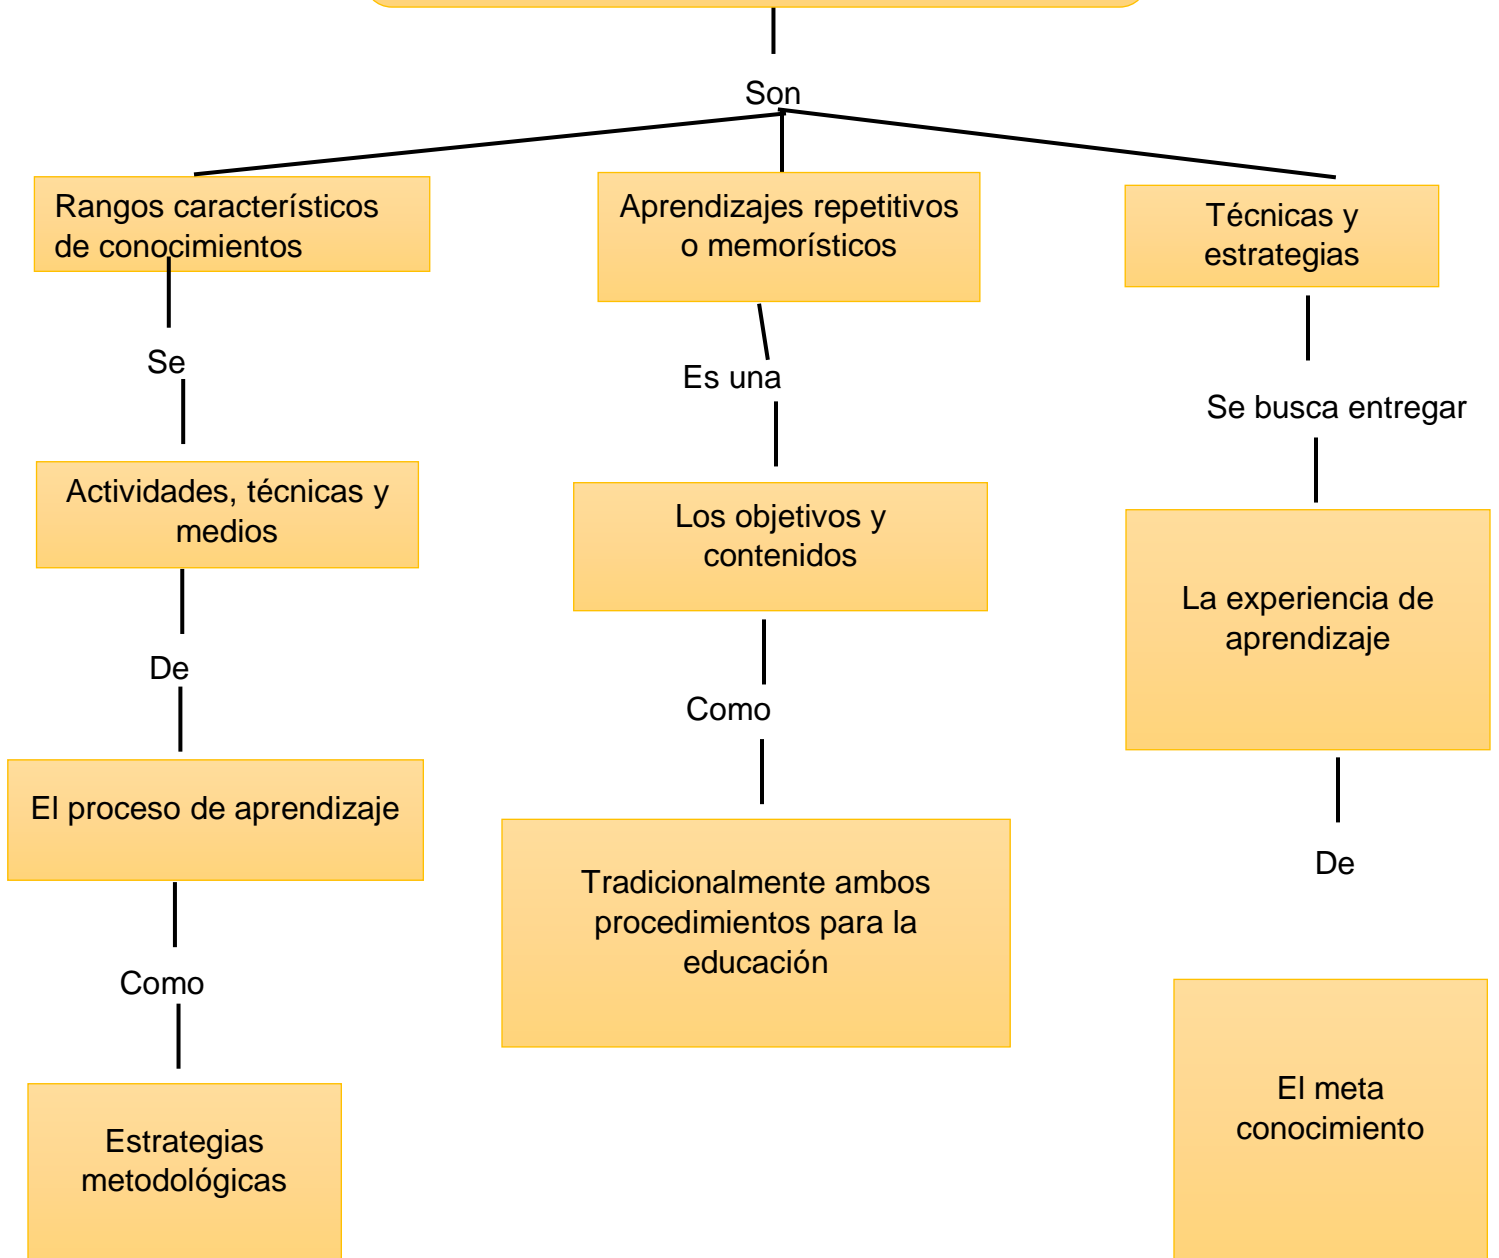 Son
Rangos característicos
de conocimientos
Se
Actividades, técnicas y
medios
De
El proceso de aprendizaje
Como
Estrategias
metodológicas
Aprendizajes repetitivos
o memorísticos
Es una
Los objetivos y
contenidos
Como
Tradicionalmente ambos
procedimientos para la
educación
Técnicas y
estrategias
Se busca entregar
La experiencia de
aprendizaje
De
El meta
conocimiento